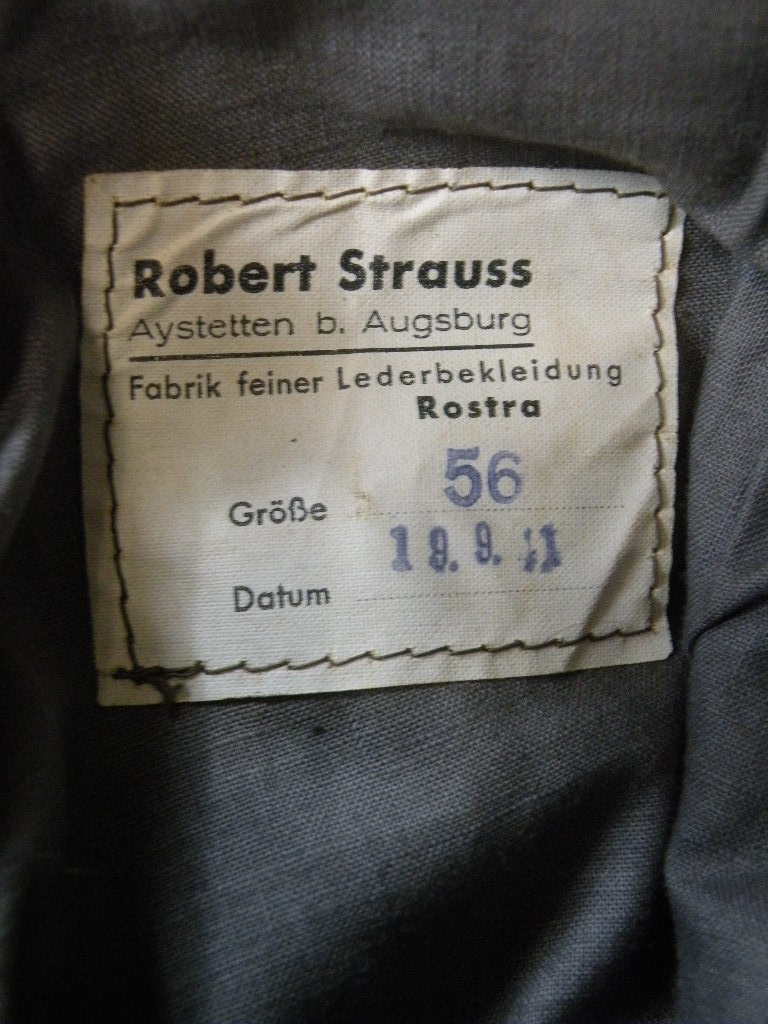 Robert Strauss
Aystetten b. Augsburg
Fabrik feiner Lederbekleidung
Rostra
Größe 56
Datum 19.9.